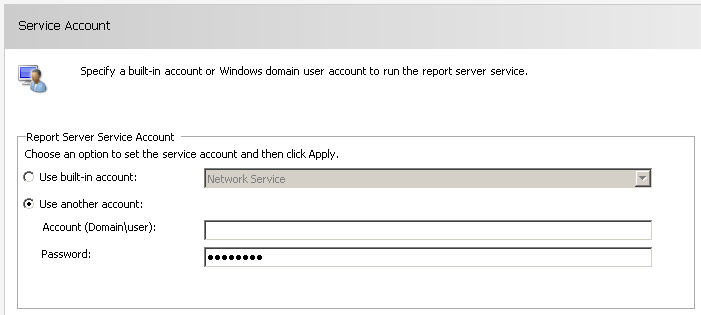 Service Account
Specify a built-in account or Windows domain user account to run the report server service.
Report Server Service Account
Choose an option to set the service account and then click Apply.
Use built-in account:
Network Service
Use another account:
Account (Domain\user):
Password:
●●●●●●●●